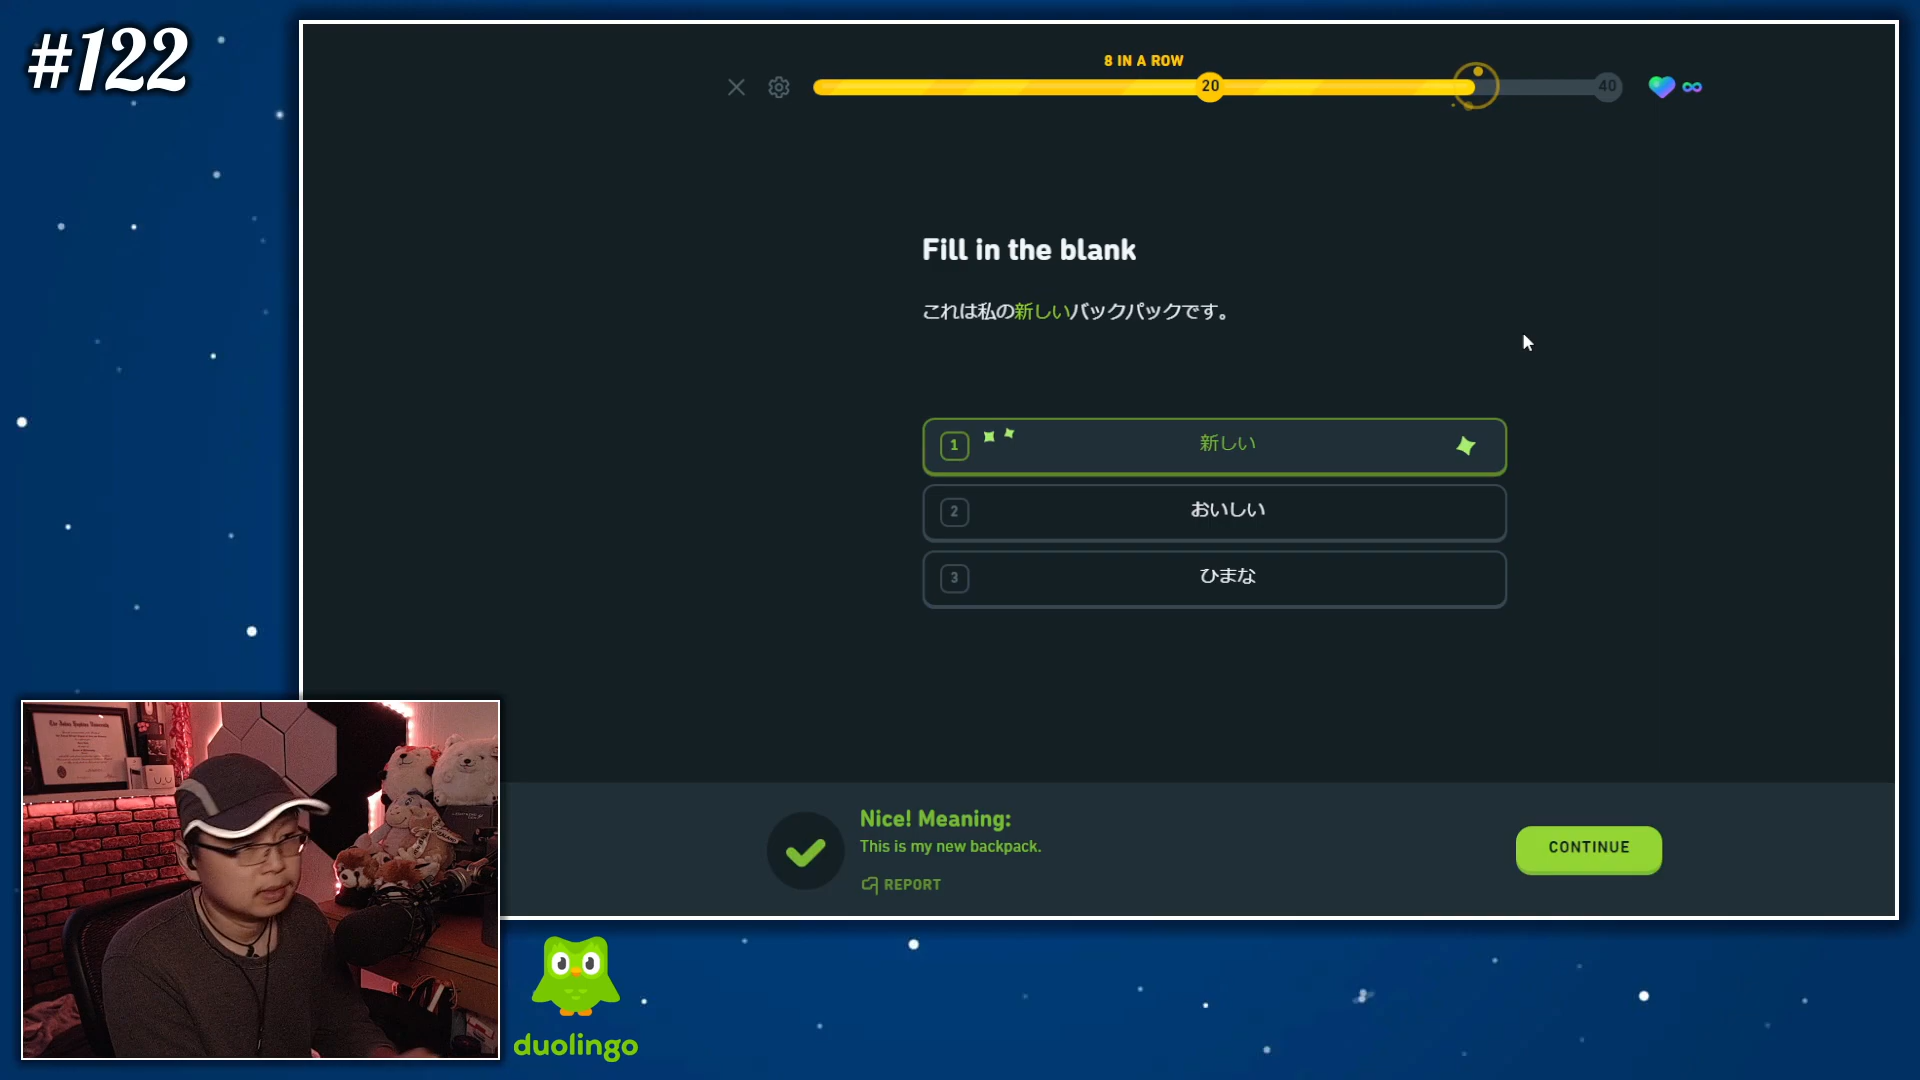 #122
8 IN A ROW
20
40
Fill in the blank
これは私の新しいバックパックです。
1 新しい
2 おいしい
3 ひまな
Nice! Meaning:
This is my new backpack.
REPORT
CONTINUE
duolingo